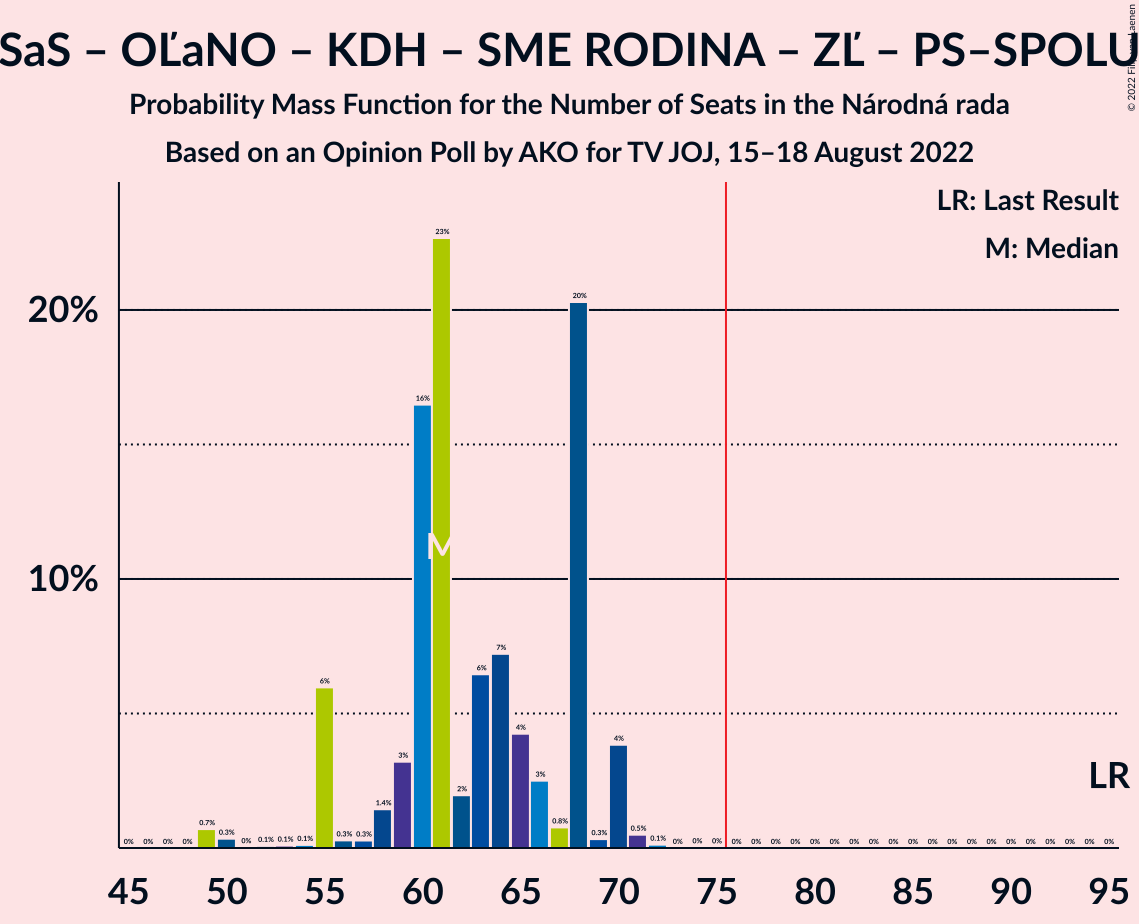 SaS – OĽaNO – KDH – SME RODINA – ZĽ – PS–SPOLU
Probability Mass Function for the Number of Seats in the Národná rada
Based on an Opinion Poll by AKO for TV JOJ, 15–18 August 2022
© 2022 Filip van Laenen
LR: Last Result
M: Median
20%
10%
0% 0% 0% 0% 0.7% 0.3% 0% 0.1% 0.1% 0.1% 6% 0.3% 0.3% 1.4% 3% 16% 23% 2% 6% 7% 4% 3% 0.8% 20% 0.3% 4% 0.5% 0.1% 0% 0% 0% 0% 0% 0% 0% 0% 0% 0% 0% 0% 0% 0% 0% 0% 0% 0% 0% 0% 0% 0% 0%
M
LR
45 50 55 60 65 70 75 80 85 90 95